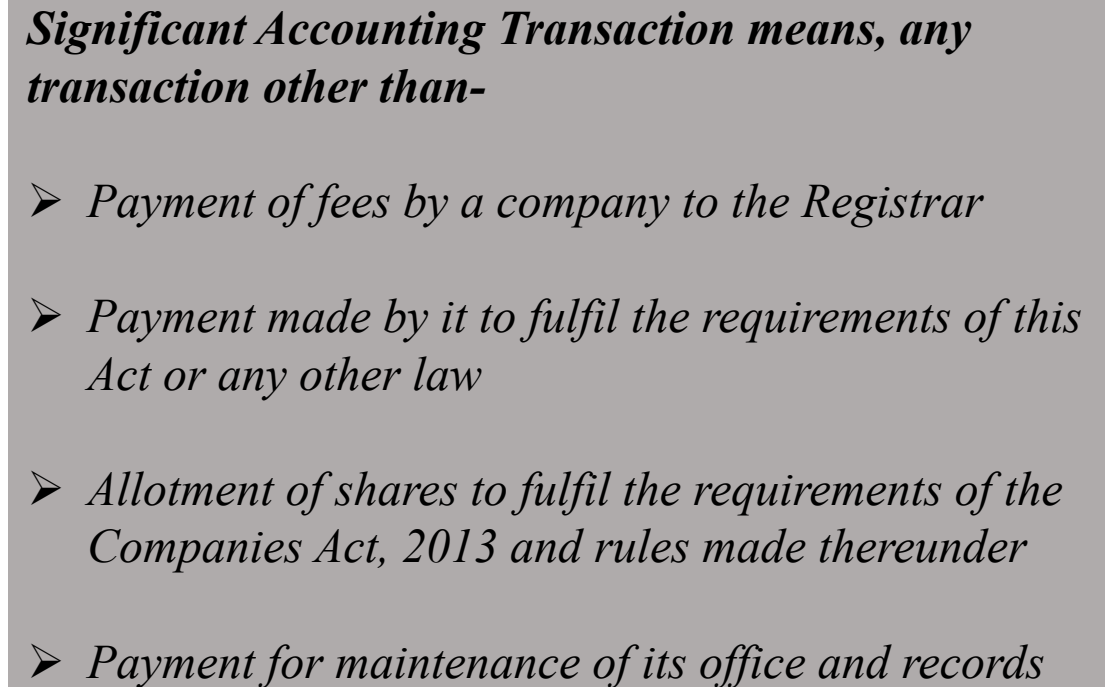 Significant Accounting Transaction means, any
transaction other than-
➢ Payment of fees by a company to the Registrar
➢ Payment made by it to fulfil the requirements of this
Act or any other law
➢ Allotment of shares to fulfil the requirements of the
Companies Act, 2013 and rules made thereunder
➢ Payment for maintenance of its office and records